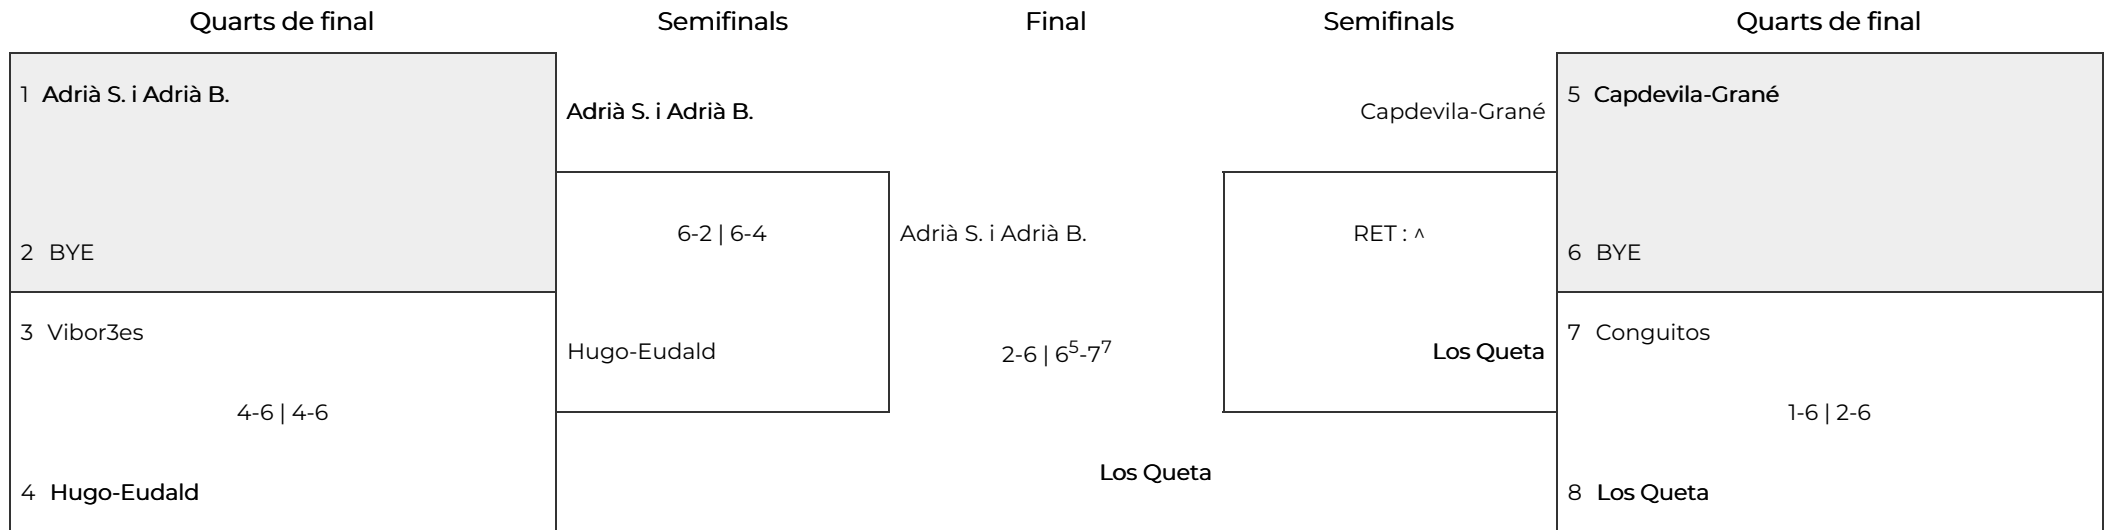 Quarts de final
Semifinals
Final
Semifinals
Quarts de final
1 Adrià S. i Adrià B.
2 BYE
3 Vibor3es
4-6 | 4-6
4 Hugo-Eudald
Adrià S. i Adrià B.
6-2 | 6-4
Hugo-Eudald
Adrià S. i Adrià B.
2-6 | 6⁵-7⁷
Los Queta
Capdevila-Grané
RET : ^
Los Queta
5 Capdevila-Grané
6 BYE
7 Conguitos
1-6 | 2-6
8 Los Queta